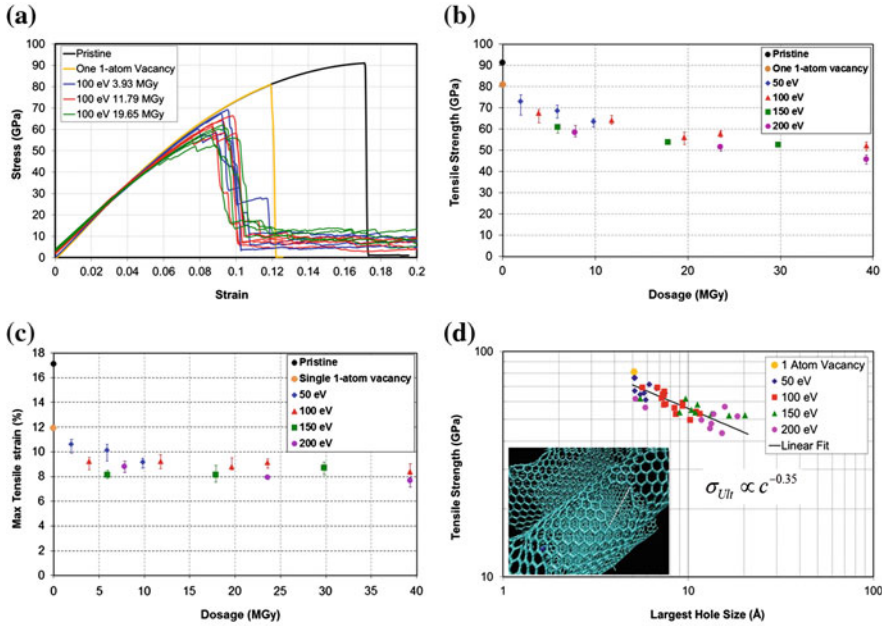 (a)
100
90
80
70
60
50
40
30
20
10
0
Stress (GPa)
Pristine
One 1-atom Vacancy
100 eV 3.93 MGy
100 eV 11.79 MGy
100 eV 19.65 MGy
0 0.02 0.04 0.06 0.08 0.1 0.12 0.14 0.16 0.18 0.2
Strain
(b)
100
90
80
70
60
50
40
30
20
10
0
Tensile Strength (GPa)
Pristine
One 1-atom vacancy
50 eV
100 eV
150 eV
200 eV
0 10 20 30 40
Dosage (MGy)
(c)
18
16
14
12
10
8
6
4
2
0
Max Tensile strain (%)
Pristine
Single 1-atom vacancy
50 eV
100 eV
150 eV
200 eV
0 5 10 15 20 25 30 35 40
Dosage (MGy)
(d)
100
10
Tensile Strength (GPa)
1 Atom Vacancy
50 eV
100 eV
150 eV
200 eV
Linear Fit
σUlt ∝ c^-0.35
1 10 100
Largest Hole Size (Å)